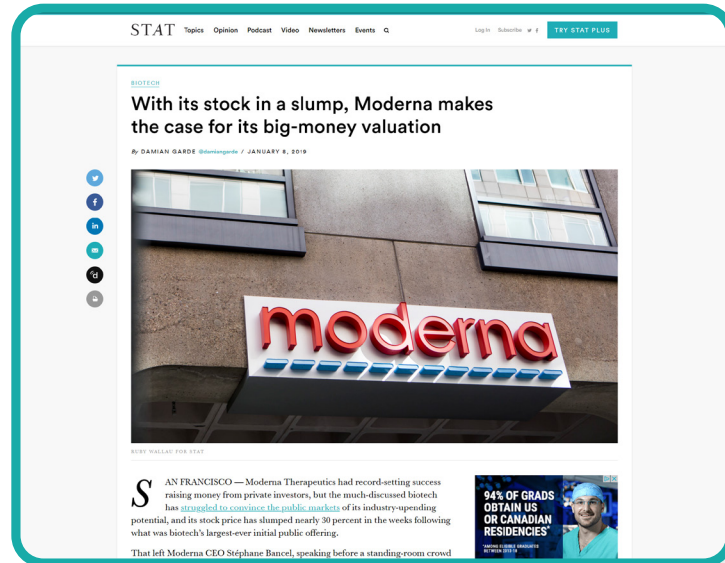 STAT Topics Opinion Podcast Video Newsletters Events Log In Subscribe TRY STAT PLUS
BIOTECH
With its stock in a slump, Moderna makes
the case for its big-money valuation
By DAMIAN GARDE @damiangarde / JANUARY 8, 2019
moderna
RUBY WALLAU FOR STAT
SAN FRANCISCO — Moderna Therapeutics had record-setting success
raising money from private investors, but the much-discussed biotech
has struggled to convince the public markets of its industry-upending
potential, and its stock price has slumped nearly 30 percent in the weeks following
what was biotech's largest-ever initial public offering.
That left Moderna CEO Stéphane Bancel, speaking before a standing-room crowd
94% OF GRADS
OBTAIN US
OR CANADIAN
RESIDENCIES*
*AMONG ELIGIBLE GRADUATES